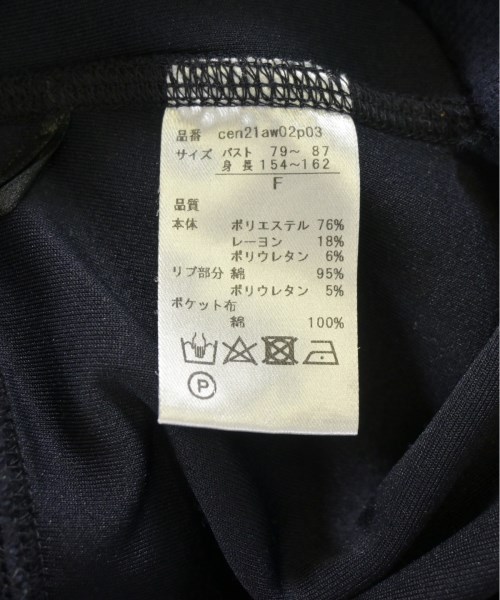 品番 cen21aw02p03
サイズ バスト 79～ 87
身長 154～162
F
品質
本体 ポリエステル 76%
レーヨン 18%
ポリウレタン 6%
リブ部分 綿 95%
ポリウレタン 5%
ポケット布
綿 100%
P